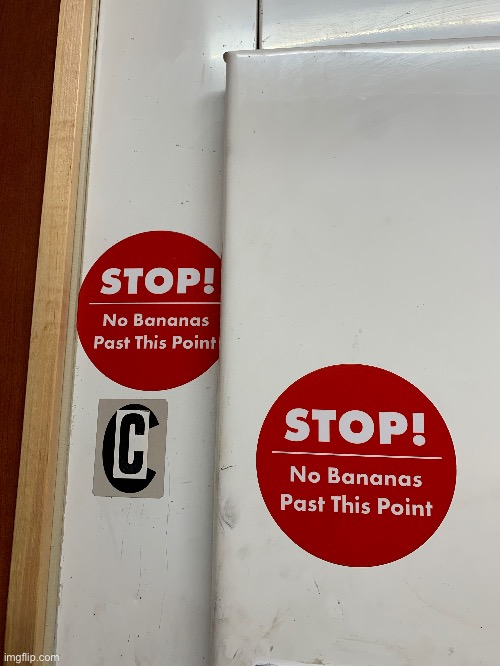 STOP!
No Bananas
Past This Point
C
C
STOP!
No Bananas
Past This Point
imgflip.com